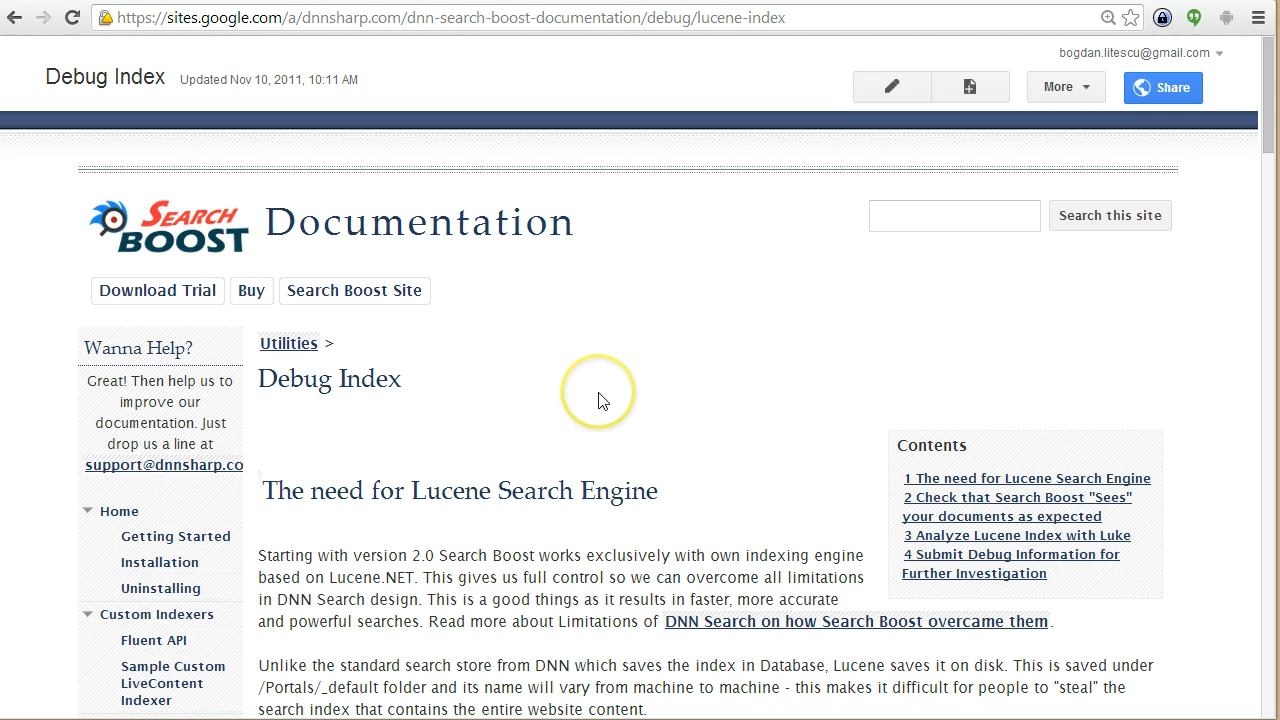 https://sites.google.com/a/dnnsharp.com/dnn-search-boost-documentation/debug/lucene-index
bogdan.litescu@gmail.com
Debug Index Updated Nov 10, 2011, 10:11 AM
More
Share
SEARCH
BOOST
Documentation
Search this site
Download Trial
Buy
Search Boost Site
Wanna Help?
Great! Then help us to
improve our
documentation. Just
drop us a line at
support@dnnsharp.co
Home
Getting Started
Installation
Uninstalling
Custom Indexers
Fluent API
Sample Custom
LiveContent
Indexer
Utilities >
Debug Index
Contents
1 The need for Lucene Search Engine
2 Check that Search Boost "Sees"
your documents as expected
3 Analyze Lucene Index with Luke
4 Submit Debug Information for
Further Investigation
The need for Lucene Search Engine
Starting with version 2.0 Search Boost works exclusively with own indexing engine
based on Lucene.NET. This gives us full control so we can overcome all limitations
in DNN Search design. This is a good things as it results in faster, more accurate
and powerful searches. Read more about Limitations of DNN Search on how Search Boost overcame them.
Unlike the standard search store from DNN which saves the index in Database, Lucene saves it on disk. This is saved under
/Portals/_default folder and its name will vary from machine to machine - this makes it difficult for people to "steal" the
search index that contains the entire website content.